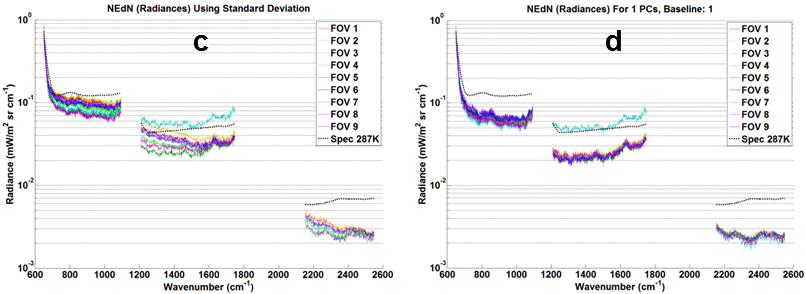 NEdN (Radiances) Using Standard Deviation
c
FOV 1
FOV 2
FOV 3
FOV 4
FOV 5
FOV 6
FOV 7
FOV 8
FOV 9
Spec 287K
10^0
10^-1
10^-2
10^-3
Radiance (mW/m² sr cm⁻¹)
600 800 1000 1200 1400 1600 1800 2000 2200 2400 2600
Wavenumber (cm⁻¹)
NEdN (Radiances) For 1 PCs, Baseline: 1
d
FOV 1
FOV 2
FOV 3
FOV 4
FOV 5
FOV 6
FOV 7
FOV 8
FOV 9
Spec 287K
10^0
10^-1
10^-2
10^-3
Radiance (mW/m² sr cm⁻¹)
600 800 1000 1200 1400 1600 1800 2000 2200 2400 2600
Wavenumber (cm⁻¹)